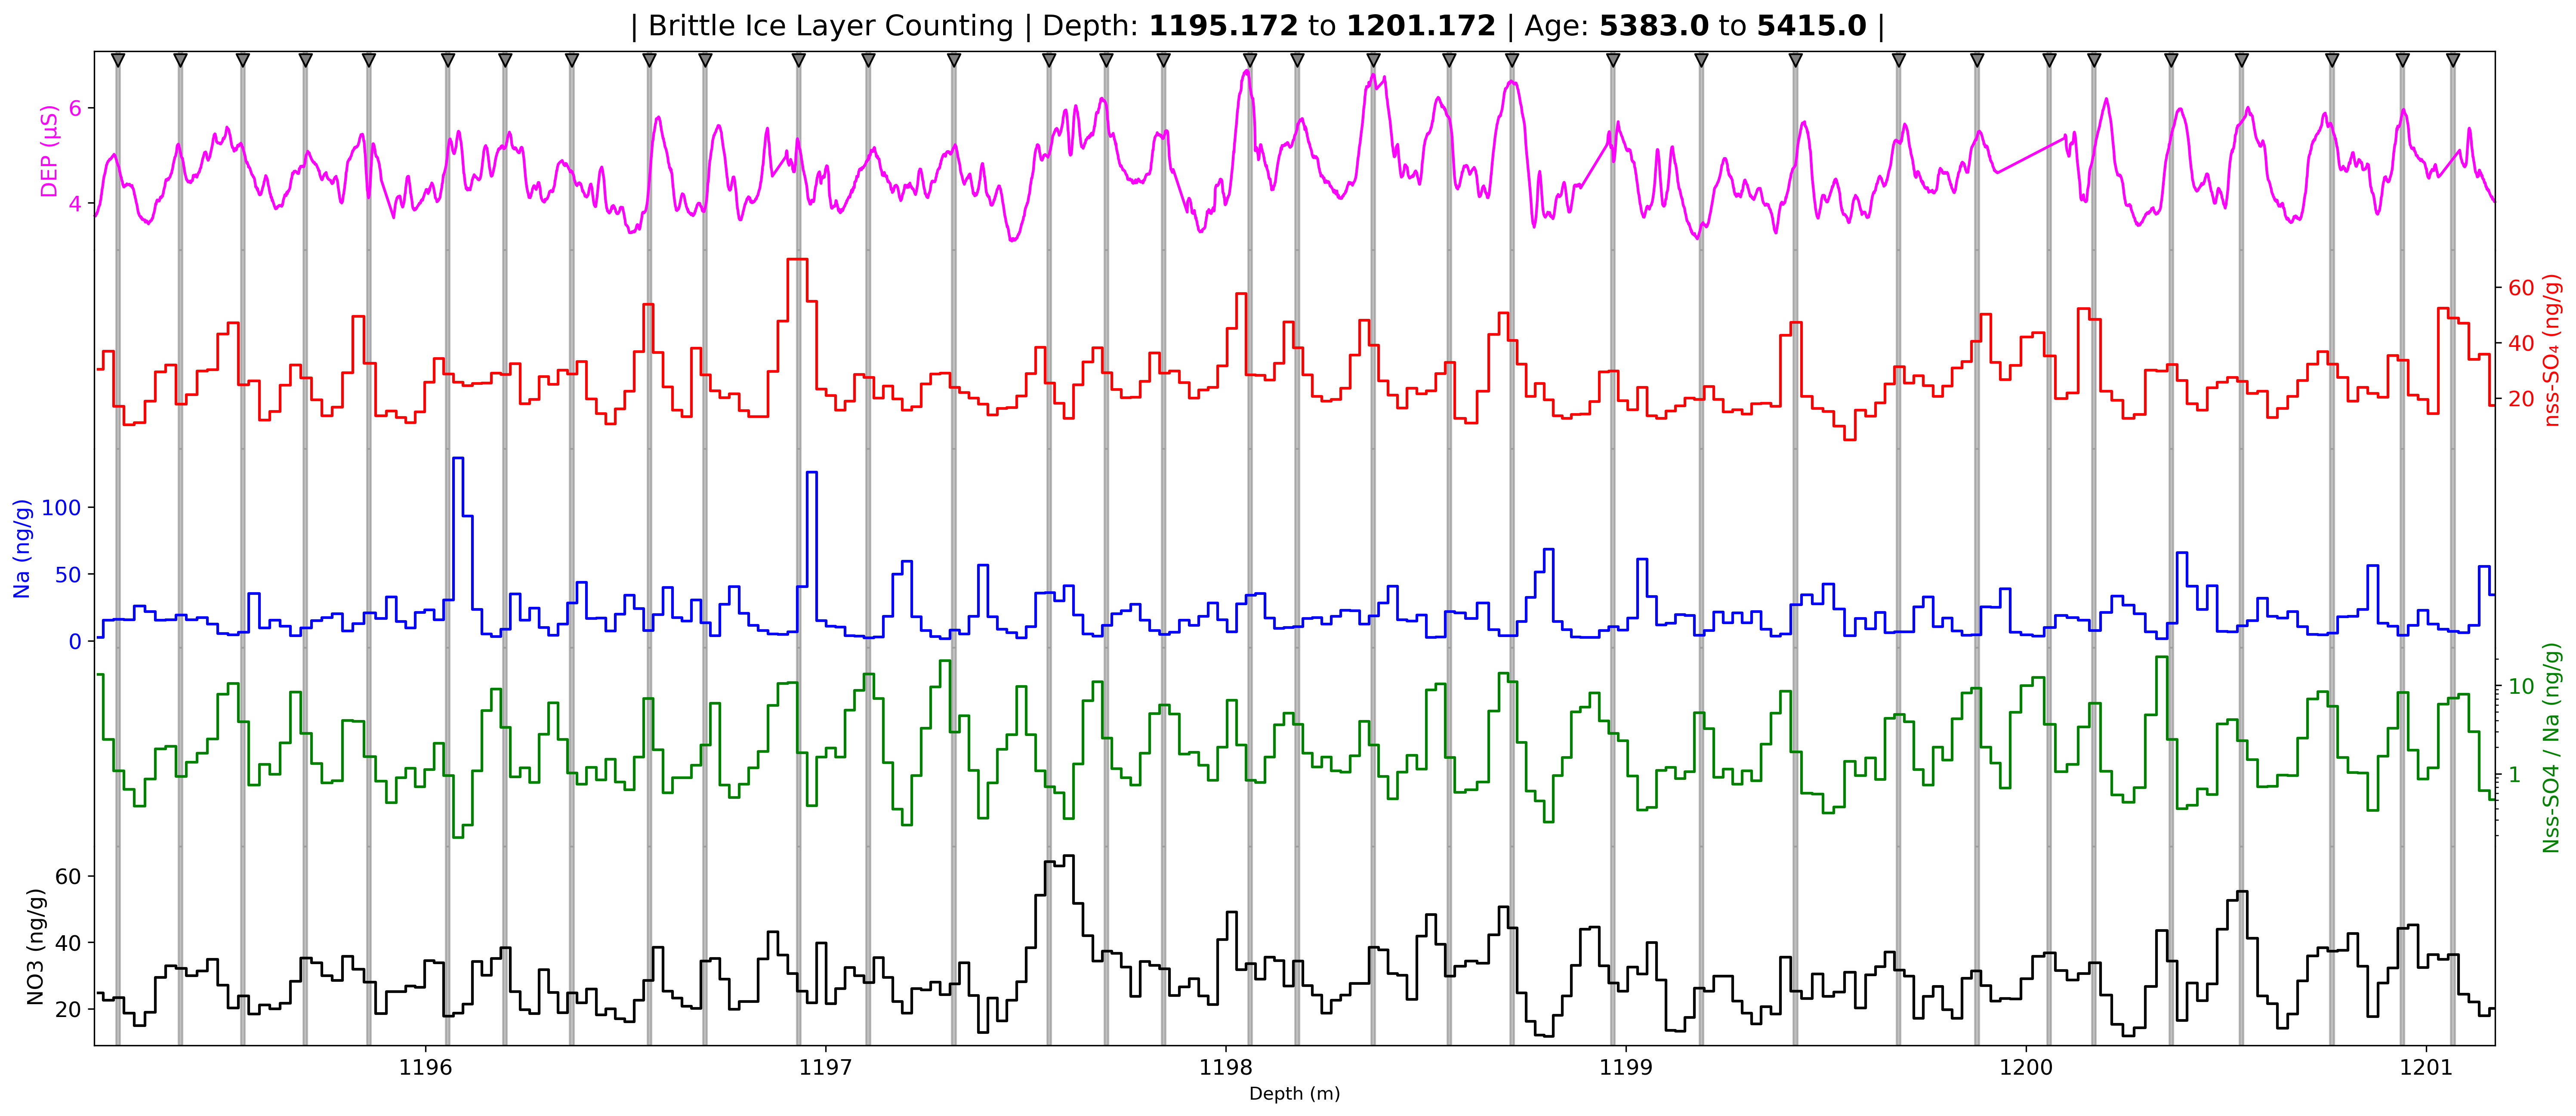 | Brittle Ice Layer Counting | Depth: 1195.172 to 1201.172 | Age: 5383.0 to 5415.0 |
DEP (μS)
6
4
60
40
20
nss-SO₄ (ng/g)
Na (ng/g)
100
50
0
10
1
Nss-SO4 / Na (ng/g)
NO3 (ng/g)
60
40
20
1196
1197
1198
1199
1200
1201
Depth (m)